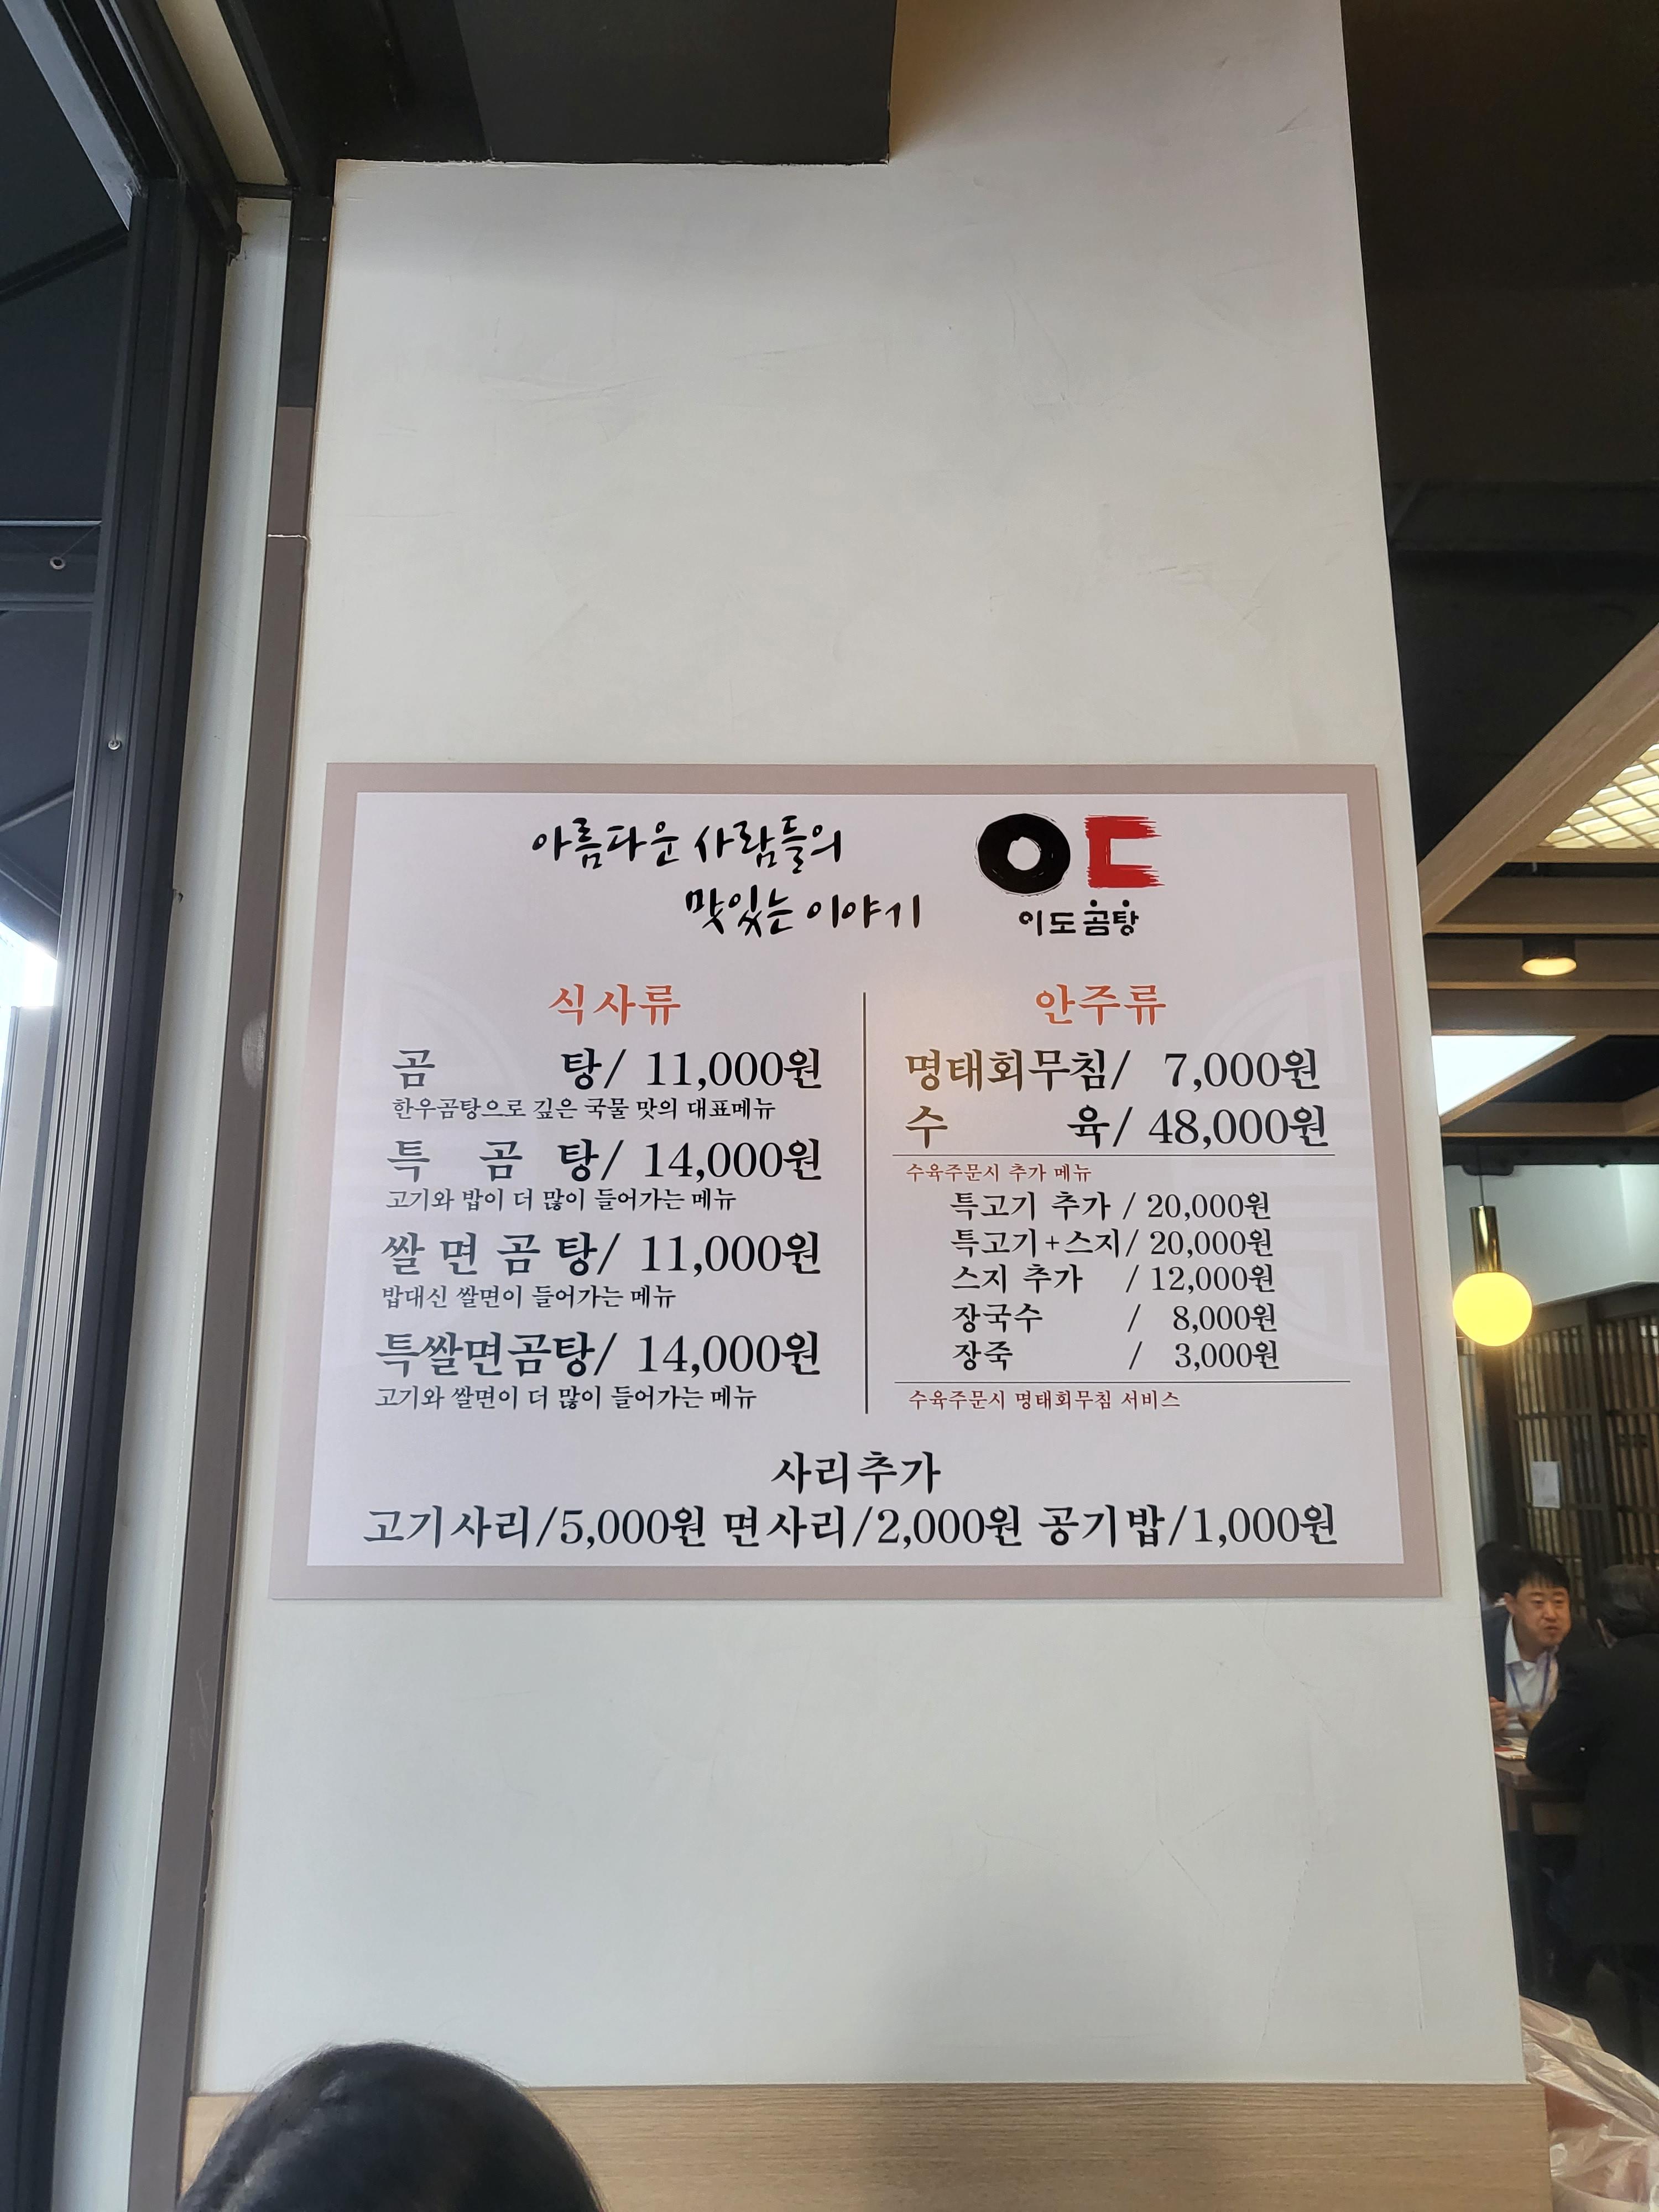 아름다운 사람들의
맛있는 이야기
이도
이도곰탕
식사류
곰 탕/ 11,000원
한우곰탕으로 깊은 국물 맛의 대표메뉴
특 곰 탕/ 14,000원
고기와 밥이 더 많이 들어가는 메뉴
쌀 면 곰 탕/ 11,000원
밥대신 쌀면이 들어가는 메뉴
특쌀면곰탕/ 14,000원
고기와 쌀면이 더 많이 들어가는 메뉴
안주류
명태회무침/ 7,000원
수 육/ 48,000원
수육주문시 추가 메뉴
특고기 추가 / 20,000원
특고기+스지/ 20,000원
스지 추가 / 12,000원
장국수 / 8,000원
장죽 / 3,000원
수육주문시 명태회무침 서비스
사리추가
고기사리/5,000원 면사리/2,000원 공기밥/1,000원